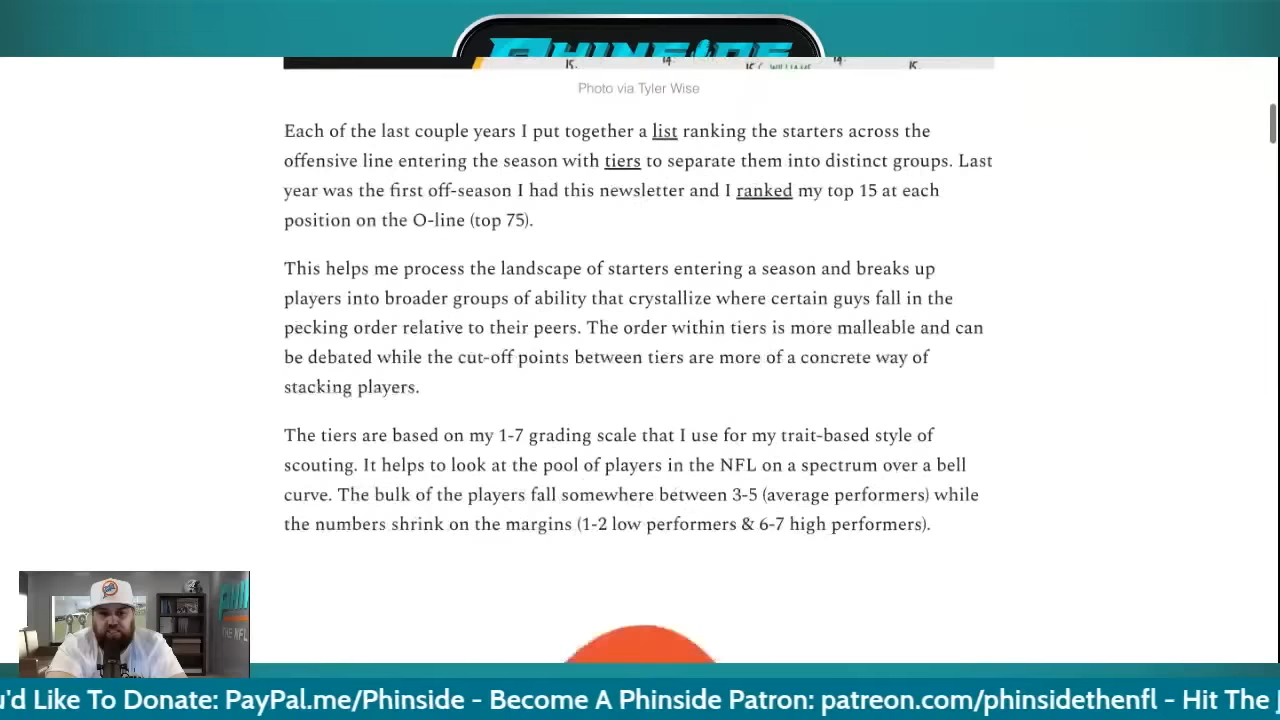 PHINSIDE
15.
14.
15.
Photo via Tyler Wise
Each of the last couple years I put together a list ranking the starters across the
offensive line entering the season with tiers to separate them into distinct groups. Last
year was the first off-season I had this newsletter and I ranked my top 15 at each
position on the O-line (top 75).
This helps me process the landscape of starters entering a season and breaks up
players into broader groups of ability that crystallize where certain guys fall in the
pecking order relative to their peers. The order within tiers is more malleable and can
be debated while the cut-off points between tiers are more of a concrete way of
stacking players.
The tiers are based on my 1-7 grading scale that I use for my trait-based style of
scouting. It helps to look at the pool of players in the NFL on a spectrum over a bell
curve. The bulk of the players fall somewhere between 3-5 (average performers) while
the numbers shrink on the margins (1-2 low performers & 6-7 high performers).
THE NFL
u'd Like To Donate: PayPal.me/Phinside - Become A Phinside Patron: patreon.com/phinsidethenfl - Hit The J